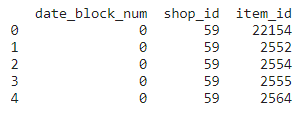 date_block_num shop_id item_id
0 0 59 22154
1 0 59 2552
2 0 59 2554
3 0 59 2555
4 0 59 2564